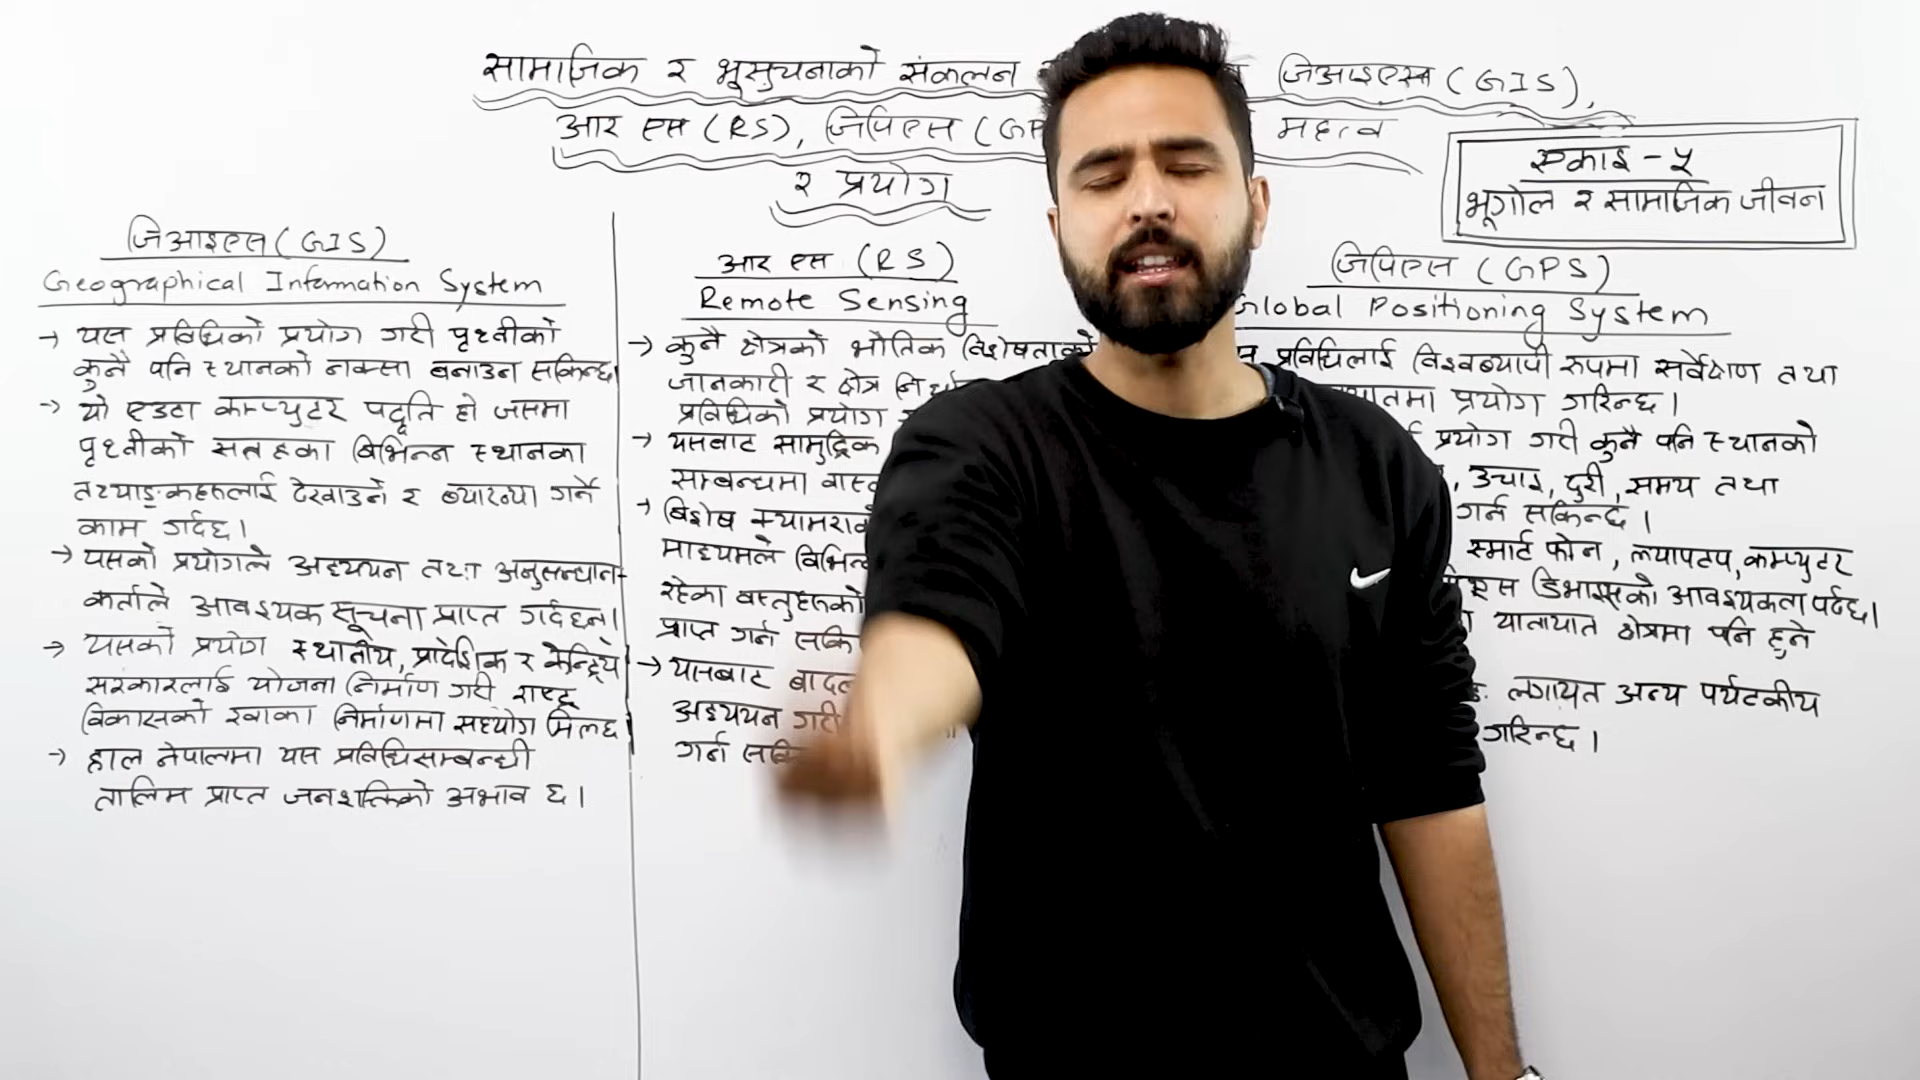 सामाजिक र भूसुचनाको संकलन
जिआइएस (GIS),
आर एस (RS), जिपिएस (GP
महत्व
र प्रयोग
एकाइ - ५
भूगोल र सामाजिक जीवन
जिआइएस (GIS)
Geographical Information System
→ यस प्रविधिको प्रयोग गरी पृथ्वीको
कुनै पनि स्थानको नक्सा बनाउन सकिन्छ
→ यो एउटा कम्प्युटर पद्धति हो जसमा
पृथ्वीको सतहका बिभिन्न स्थानका
तथ्याङ्कहरुलाई देखाउने र ब्याख्या गर्ने
काम गर्दछ।
→ यसको प्रयोगले अध्ययन तथा अनुसन्धान-
कर्ताले आवश्यक सूचना प्राप्त गर्दछन।
→ यसको प्रयोग स्थानीय, प्रादेशिक र केन्द्रिय
सरकारलाई योजना निर्माण गरी राष्ट्र
विकासको खाका निर्माणमा सहयोग मिल्छ
→ हाल नेपालमा यस प्रविधिसम्बन्धी
तालिम प्राप्त जनशक्तिको अभाव छ।
आर एस (RS)
Remote Sensing
→ कुनै क्षेत्रको भौतिक विशेषताको
जानकारी र क्षेत्र
प्रविधिको प्रयोग
→ यसबाट सामुद्रिक
सम्बन्धमा
→ बिशेष क्यामराको
माध्यमले
रहेका बस्तुहरुको
प्राप्त गर्न
→ यसबाट बादल
अध्ययन गरी
गर्न
जिपिएस (GPS)
Global Positioning System
प्रविधिलाई विश्वब्यापी रुपमा सर्वेक्षण तथा
प्रयोग गरिन्छ।
प्रयोग गरी कुनै पनि स्थानको
, उचाइ, दुरी, समय तथा
गर्न सकिन्छ।
स्मार्ट फोन, ल्यापटप, कम्प्युटर
डिभाइसको आवश्यकता पर्दछ।
यातायात क्षेत्रमा पनि हुने
लगायत अन्य पर्यटकीय
गरिन्छ।